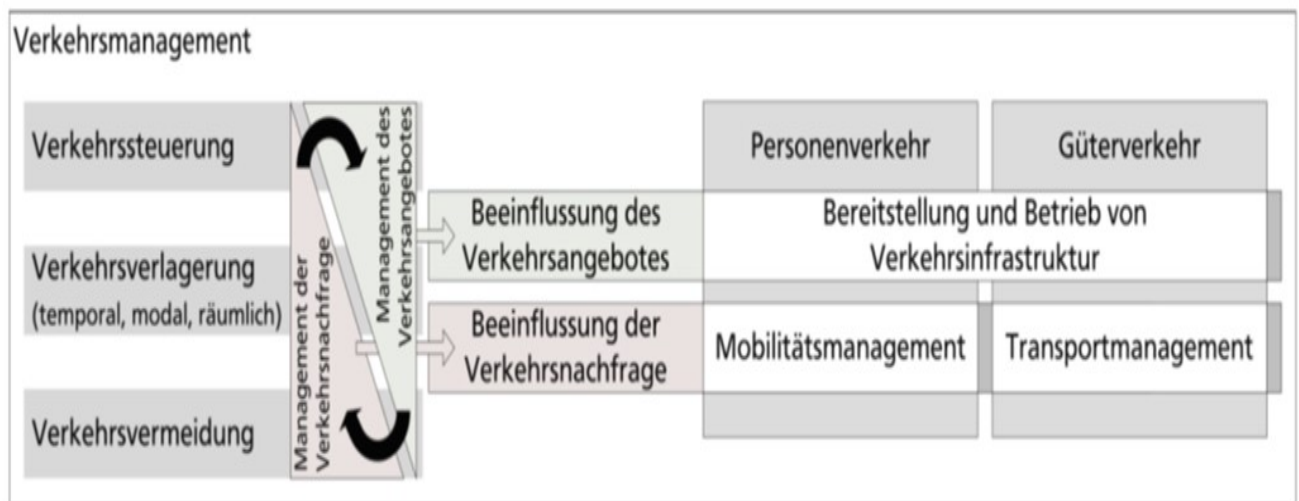 Verkehrsmanagement
Verkehrssteuerung
Verkehrsverlagerung
(temporal, modal, räumlich)
Verkehrsvermeidung
Management der
Verkehrsnachfrage
Management des
Verkehrsangebotes
Personenverkehr
Güterverkehr
Beeinflussung des
Verkehrsangebotes
Bereitstellung und Betrieb von
Verkehrsinfrastruktur
Beeinflussung der
Verkehrsnachfrage
Mobilitätsmanagement
Transportmanagement